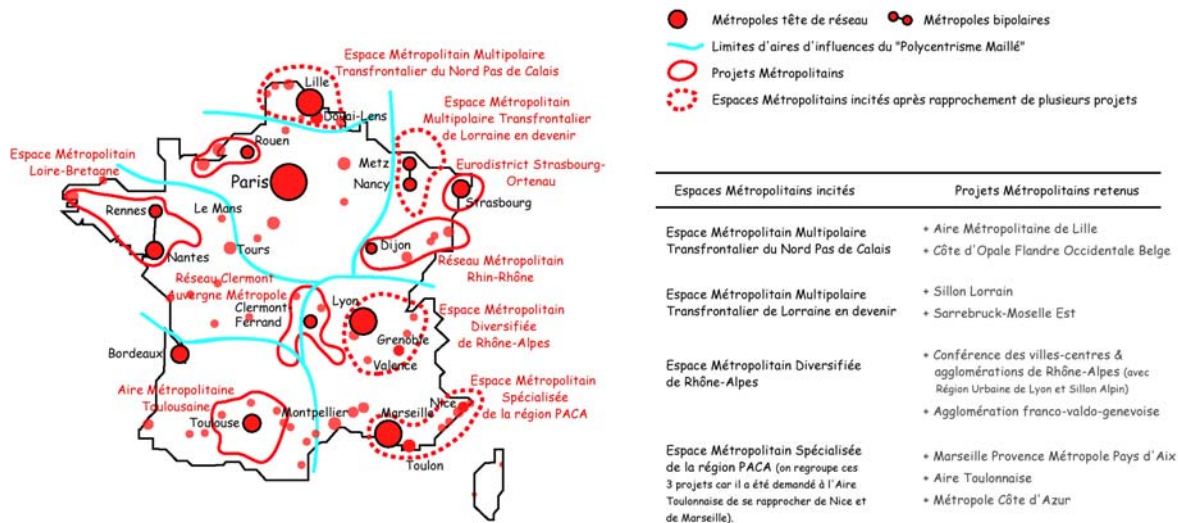 Espace Métropolitain Multipolaire
Transfrontalier du Nord Pas de Calais
Lille
Douai-Lens
Espace Métropolitain
Multipolaire Transfrontalier
de Lorraine en devenir
Rouen
Espace Métropolitain
Loire-Bretagne
Metz
Eurodistrict Strasbourg-
Ortenau
Paris
Nancy
Strasbourg
Rennes
Le Mans
Dijon
Nantes
Tours
Réseau Métropolitain
Rhin-Rhône
Réseau Clermont
Auvergne Métropole
Clermont-
Ferrand
Lyon
Espace Métropolitain
Diversifiée
de Rhône-Alpes
Grenoble
Bordeaux
Valence
Espace Métropolitain
Spécialisée
de la région PACA
Aire Métropolitaine
Toulousaine
Nice
Montpellier
Marseille
Toulouse
Toulon
Métropoles tête de réseau
Métropoles bipolaires
Limites d'aires d'influences du "Polycentrisme Maillé"
Projets Métropolitains
Espaces Métropolitains incités après rapprochement de plusieurs projets
Espaces Métropolitains incités
Projets Métropolitains retenus
Espace Métropolitain Multipolaire
Transfrontalier du Nord Pas de Calais
+ Aire Métropolitaine de Lille
+ Côte d'Opale Flandre Occidentale Belge
Espace Métropolitain Multipolaire
Transfrontalier de Lorraine en devenir
+ Sillon Lorrain
+ Sarrebruck-Moselle Est
Espace Métropolitain Diversifiée
de Rhône-Alpes
+ Conférence des villes-centres &
agglomérations de Rhône-Alpes (avec
Région Urbaine de Lyon et Sillon Alpin)
+ Agglomération franco-valdo-genevoise
Espace Métropolitain Spécialisée
de la région PACA (on regroupe ces
3 projets car il a été demandé à l'Aire
Toulonnaise de se rapprocher de Nice et
de Marseille).
+ Marseille Provence Métropole Pays d'Aix
+ Aire Toulonnaise
+ Métropole Côte d'Azur